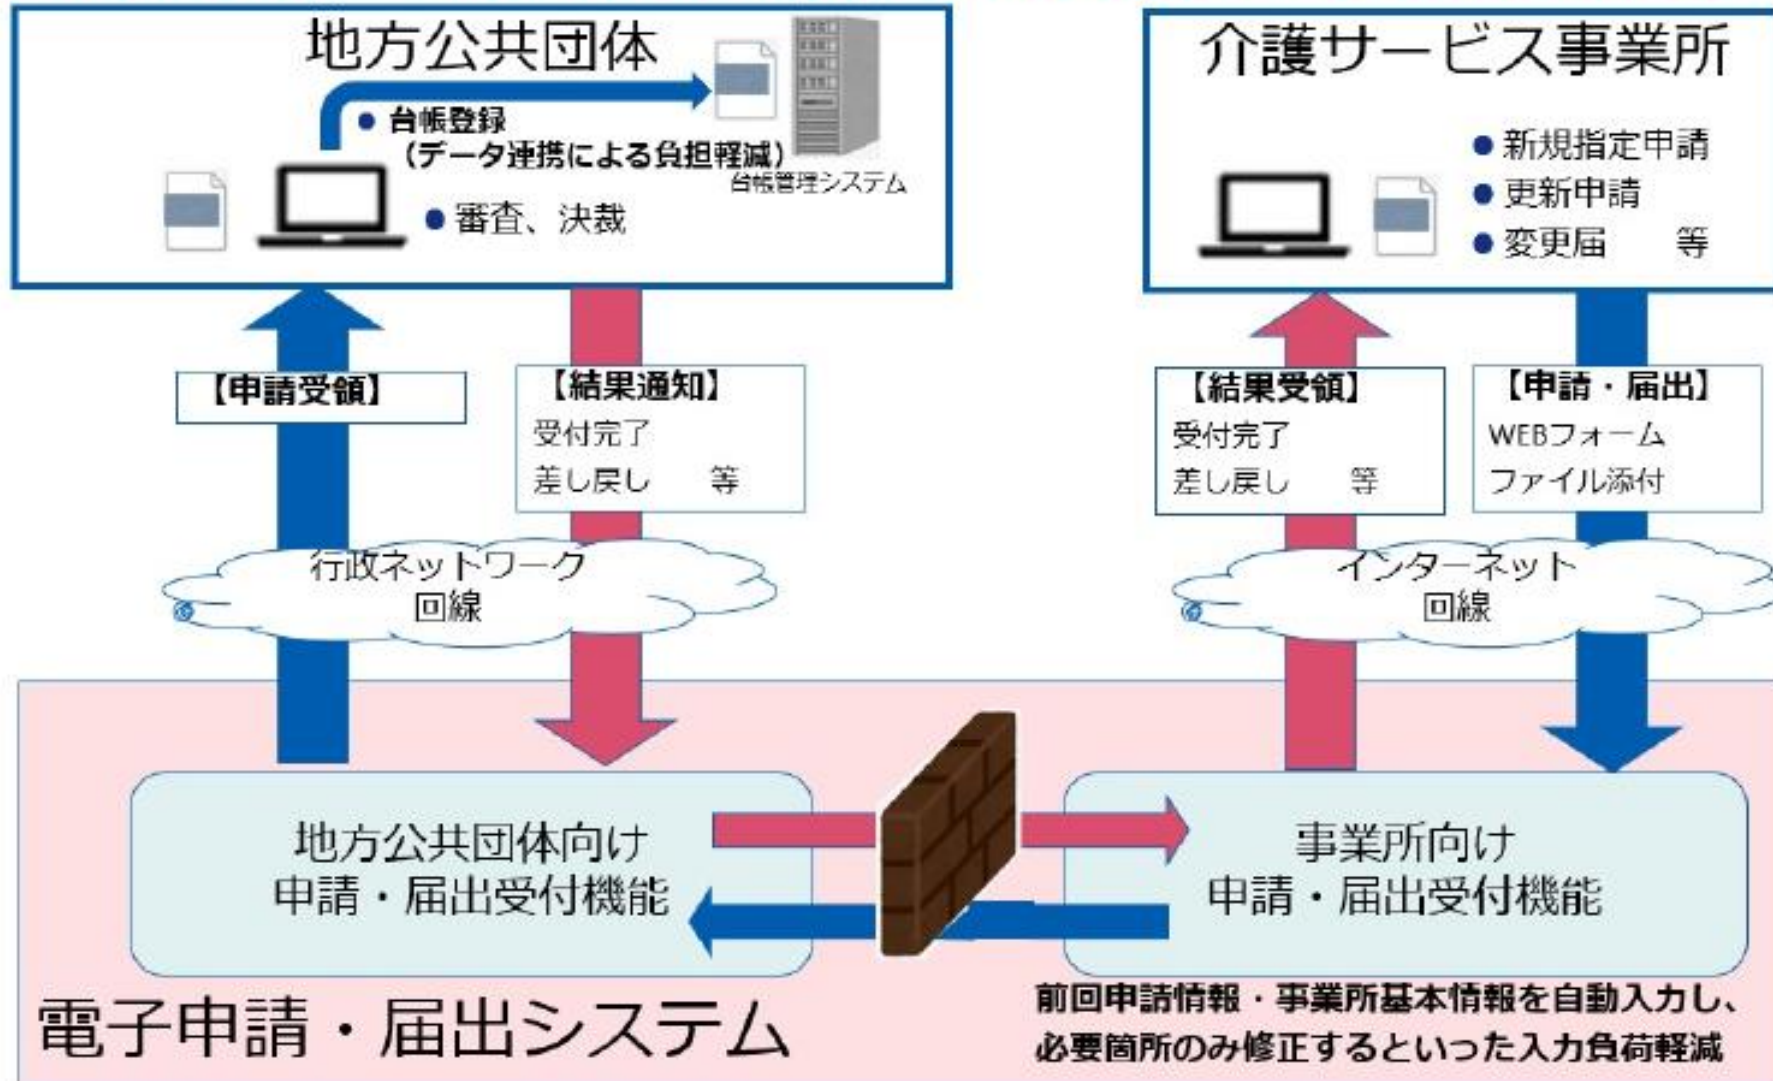 地方公共団体
● 台帳登録
（データ連携による負担軽減）
台帳管理システム
● 審査、決裁
介護サービス事業所
● 新規指定申請
● 更新申請
● 変更届　等
【申請受領】
【結果通知】
受付完了
差し戻し　等
【結果受領】
受付完了
差し戻し　等
【申請・届出】
WEBフォーム
ファイル添付
行政ネットワーク
回線
インターネット
回線
地方公共団体向け
申請・届出受付機能
事業所向け
申請・届出受付機能
電子申請・届出システム
前回申請情報・事業所基本情報を自動入力し、
必要箇所のみ修正するといった入力負荷軽減